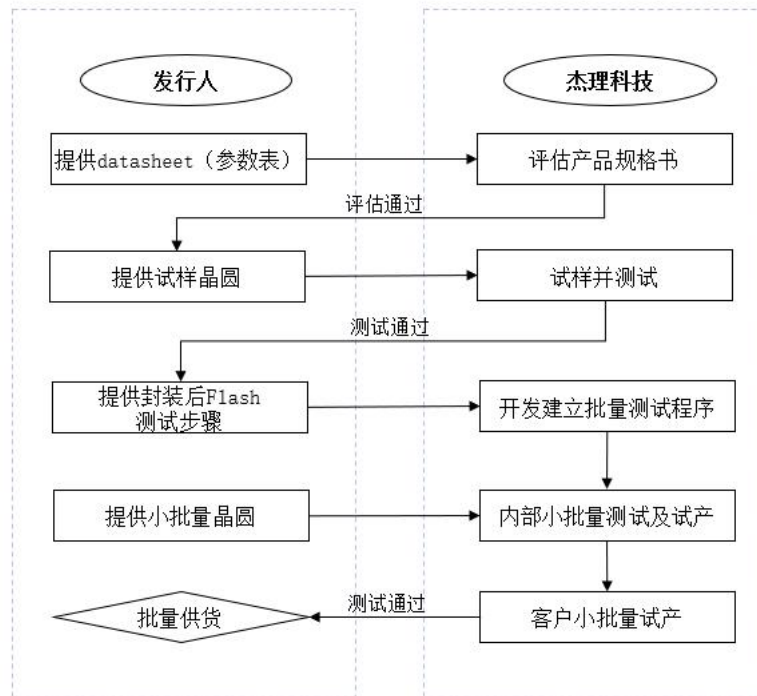 发行人
杰理科技
提供datasheet（参数表）
评估产品规格书
评估通过
提供试样晶圆
试样并测试
测试通过
提供封装后Flash
测试步骤
开发建立批量测试程序
提供小批量晶圆
内部小批量测试及试产
批量供货
测试通过
客户小批量试产